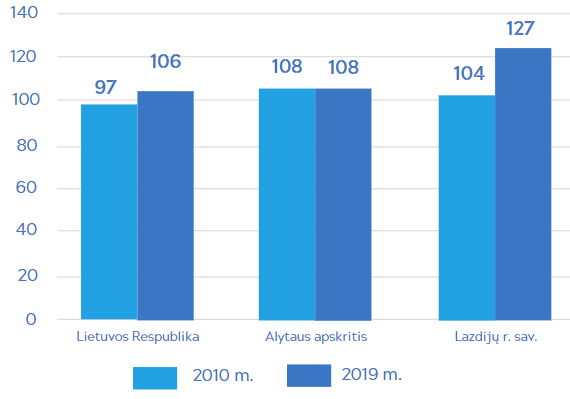 140
120
100
80
60
40
20
0
97
106
108
108
104
127
Lietuvos Respublika
Alytaus apskritis
Lazdijų r. sav.
2010 m.
2019 m.